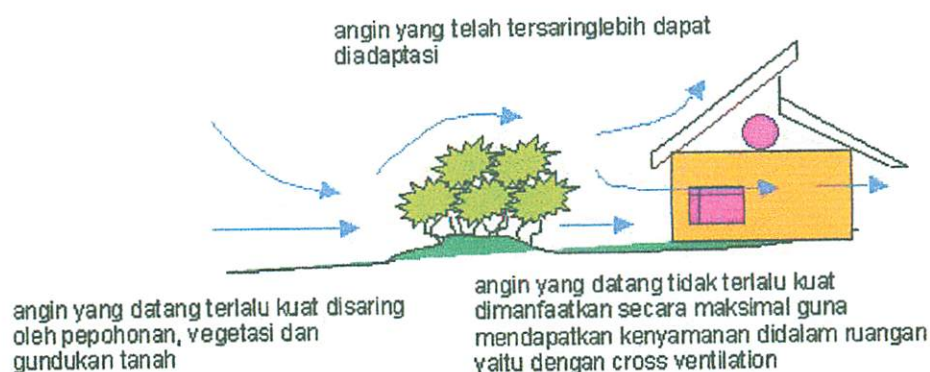 angin yang telah tersaringlebih dapat
diadaptasi
angin yang datang terlalu kuat disaring
oleh pepohonan, vegetasi dan
gundukan tanah
angin yang datang tidak terlalu kuat
dimanfaatkan secara maksimal guna
mendapatkan kenyamanan didalam ruangan
yaitu dengan cross ventilation